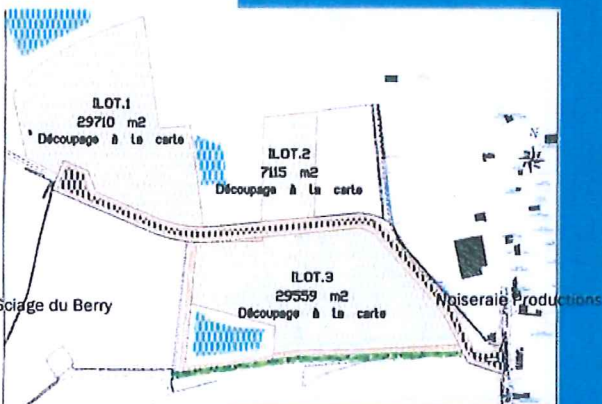 ILOT.1
29710 m2
Découpage à la carte
ILOT.2
7115 m2
Découpage à la carte
ILOT.3
29559 m2
Découpage à la carte
Sciage du Berry
Noiseraie Productions
N